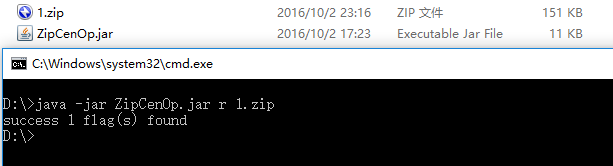 1.zip 2016/10/2 23:16 ZIP 文件 151 KB
ZipCenOp.jar 2016/10/2 17:23 Executable Jar File 11 KB
C:\Windows\system32\cmd.exe
D:\>java -jar ZipCenOp.jar r 1.zip
success 1 flag(s) found
D:\>